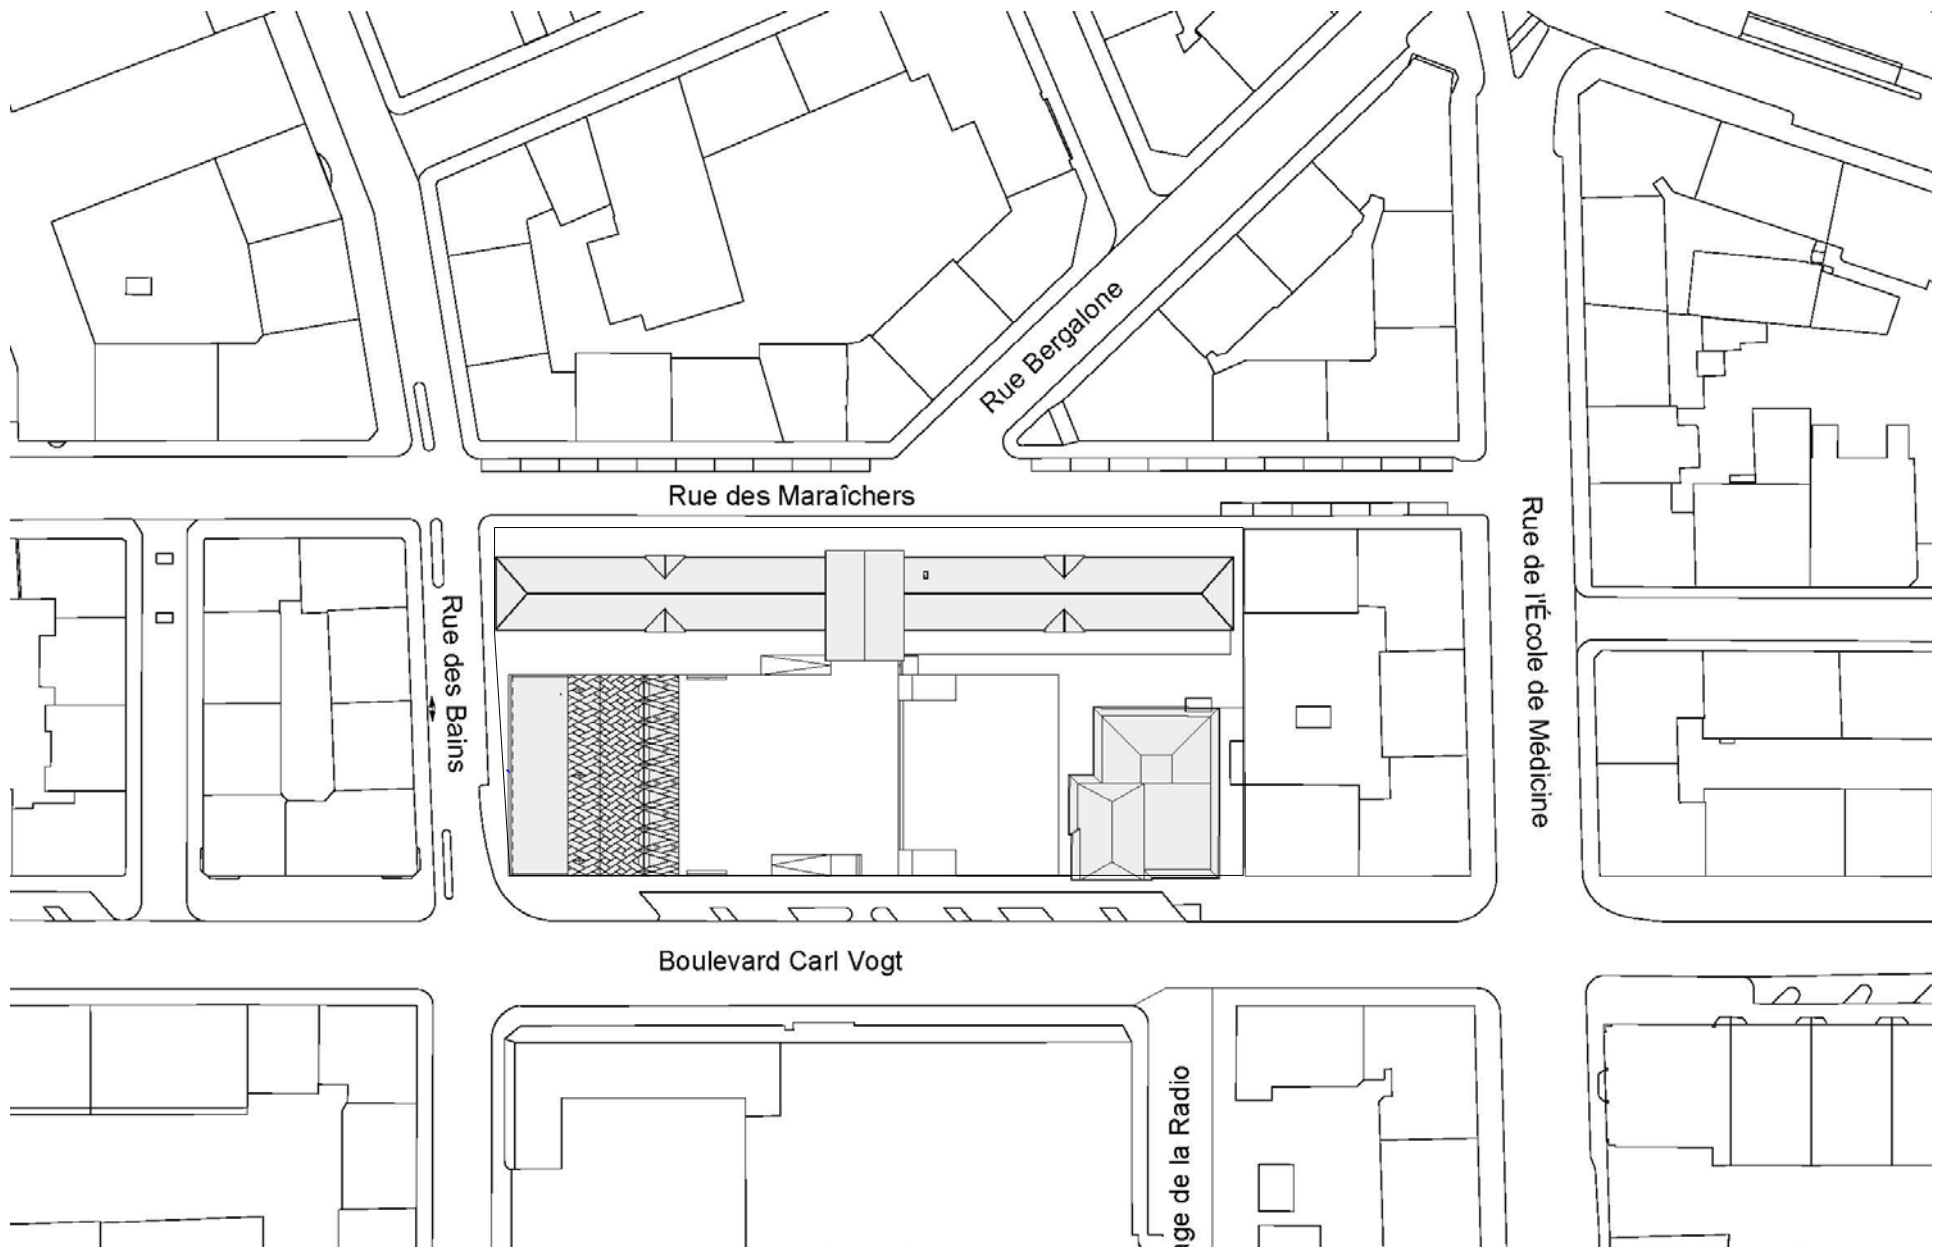 Rue Bergalone
Rue des Maraîchers
Rue des Bains
Rue de l'École de Médicine
Boulevard Carl Vogt
age de la Radio